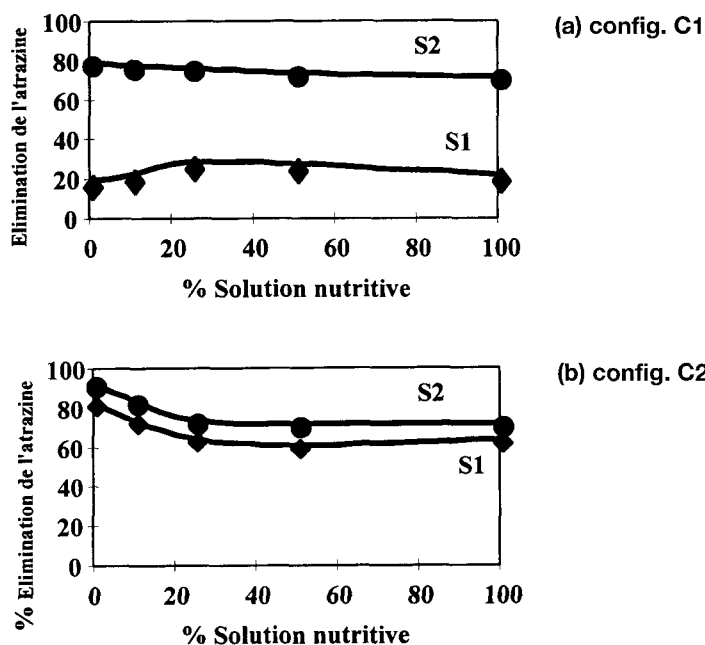 (a) config. C1
Elimination de l'atrazine
100
80
60
40
20
0
S2
S1
0 20 40 60 80 100
% Solution nutritive
(b) config. C2
% Elimination de l'atrazine
100
80
60
40
20
0
S2
S1
0 20 40 60 80 100
% Solution nutritive